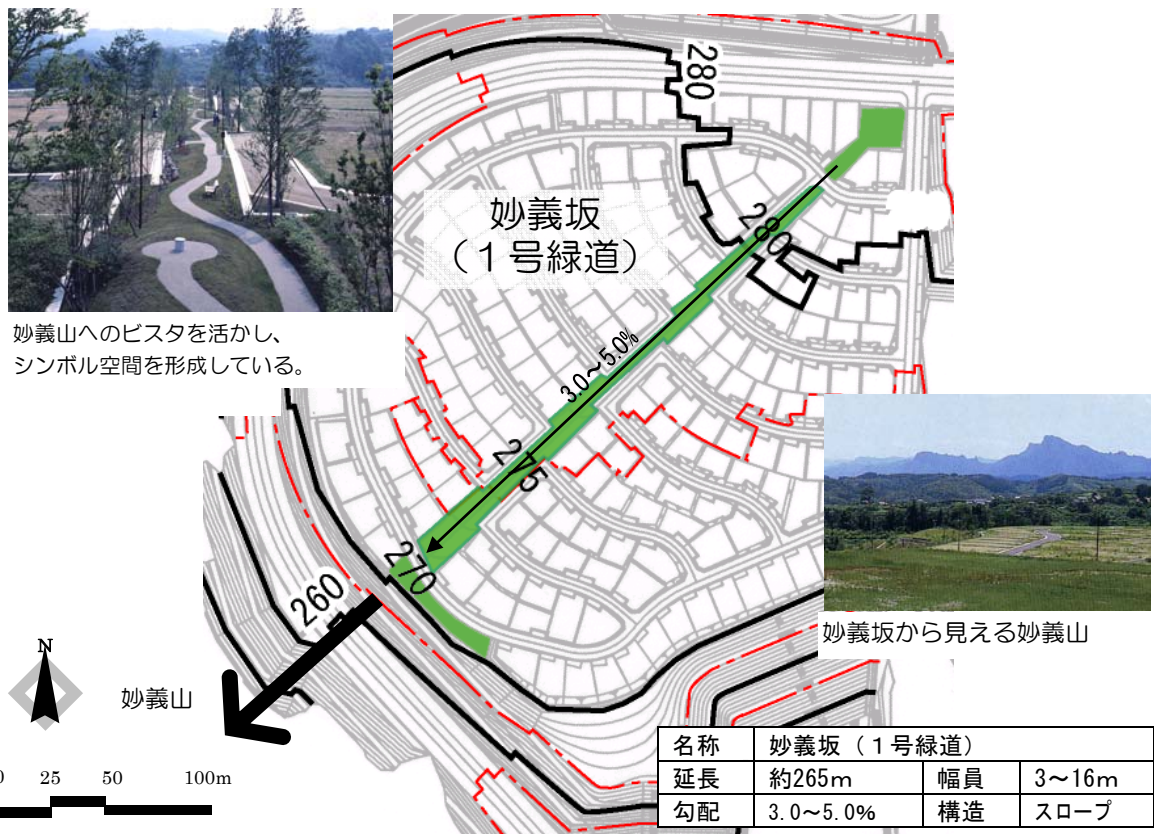 妙義山へのビスタを活かし、
シンボル空間を形成している。
280
妙義坂
（１号緑道）
280
3.0～5.0%
275
270
260
妙義坂から見える妙義山
N
妙義山
0 25 50 100m
名称 妙義坂（１号緑道）
延長 約265ｍ 幅員 3～16ｍ
勾配 3.0～5.0% 構造 スロープ